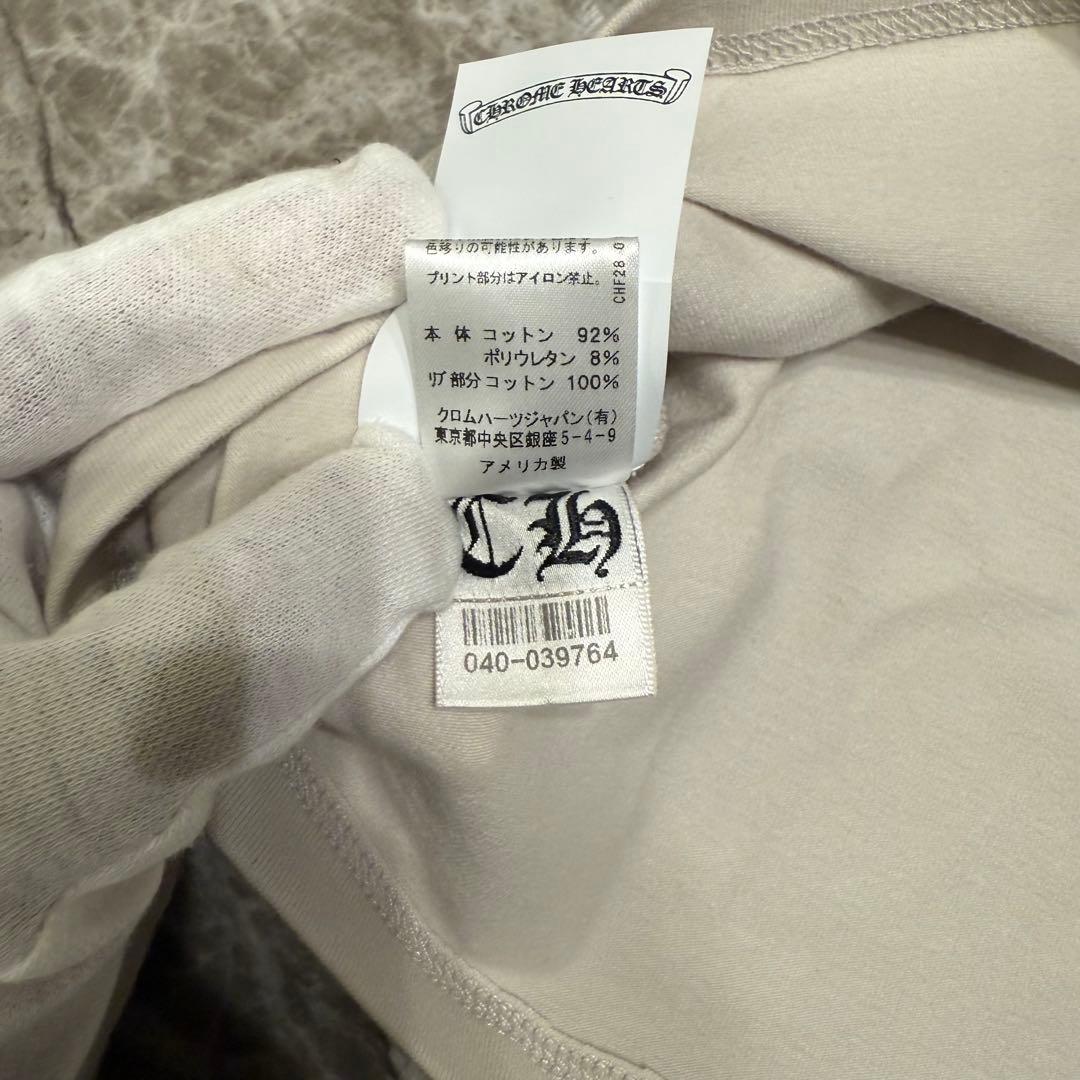 CHROME HEARTS
色移りの可能性があります。
プリント部分はアイロン禁止。
本 体 コットン 92%
ポリウレタン 8%
リブ部分コットン 100%
クロムハーツジャパン(有)
東京都中央区銀座5-4-9
アメリカ製
CH
040-039764